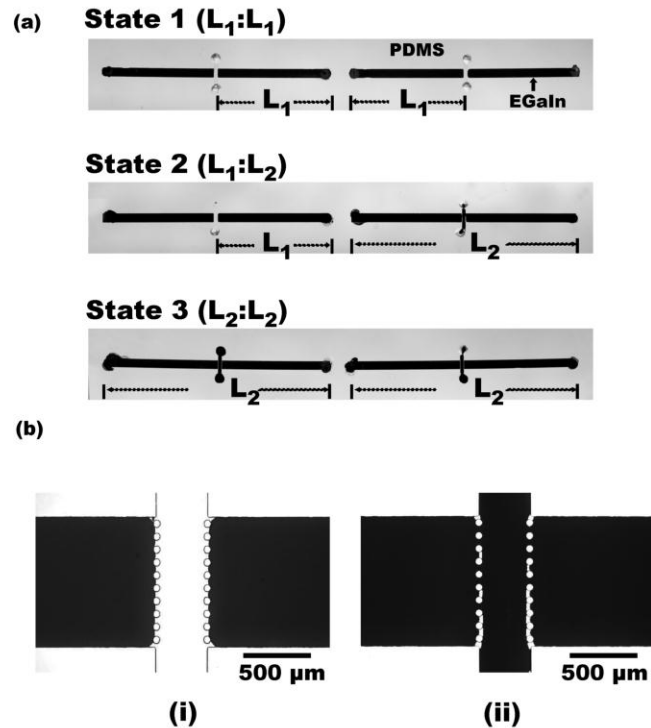 (a) State 1 (L₁:L₁)
PDMS
EGaIn
L₁ L₁
State 2 (L₁:L₂)
L₁ L₂
State 3 (L₂:L₂)
L₂ L₂
(b)
500 µm 500 µm
(i) (ii)